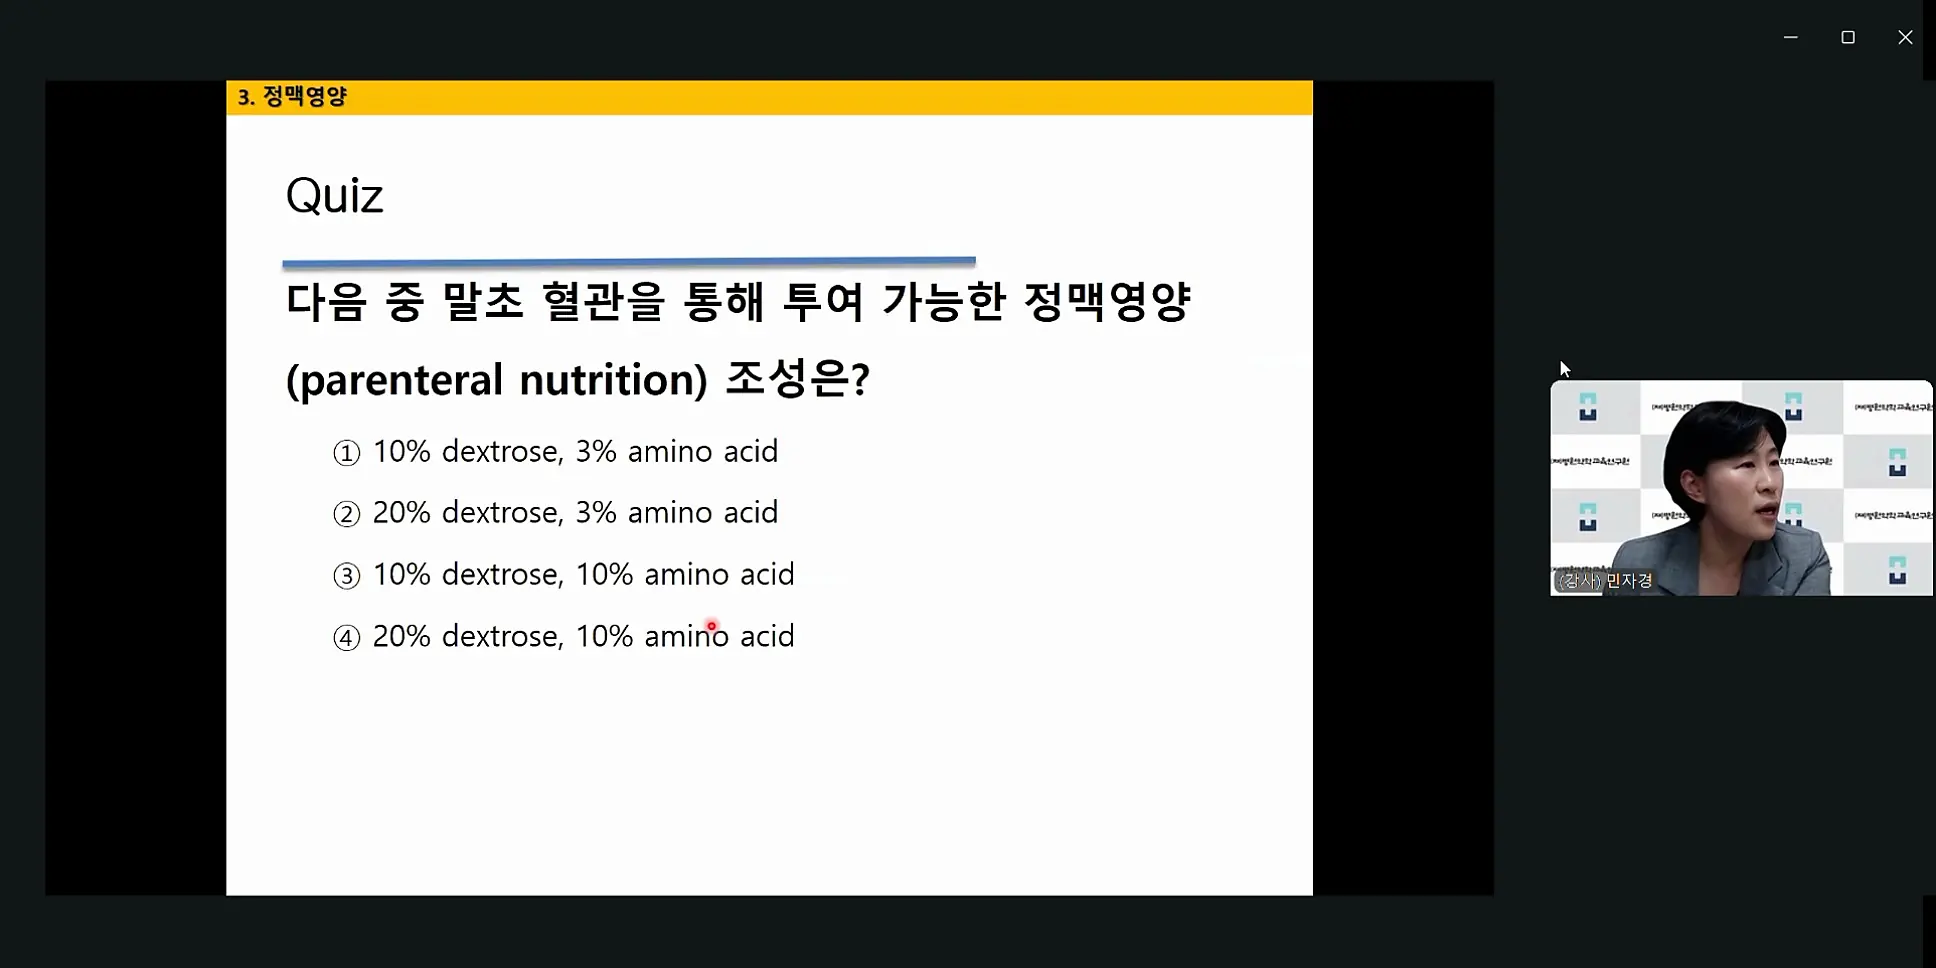 3. 정맥영양
Quiz
다음 중 말초 혈관을 통해 투여 가능한 정맥영양
(parenteral nutrition) 조성은?
① 10% dextrose, 3% amino acid
② 20% dextrose, 3% amino acid
③ 10% dextrose, 10% amino acid
④ 20% dextrose, 10% amino acid
(강사) 민자경